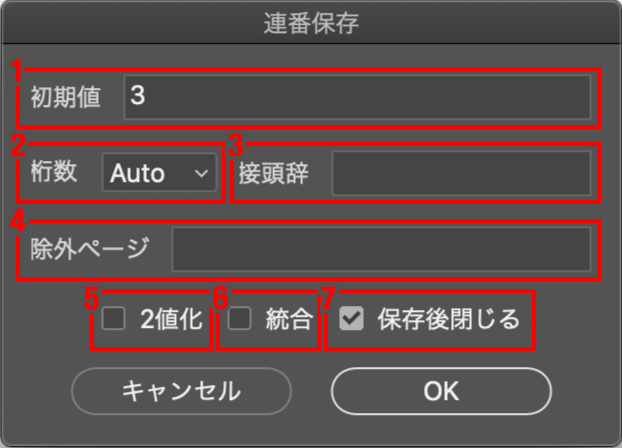 連番保存
1
初期値 3
2 3
桁数 Auto 接頭辞
4
除外ページ
5 6 7
2値化 統合 保存後閉じる
キャンセル OK